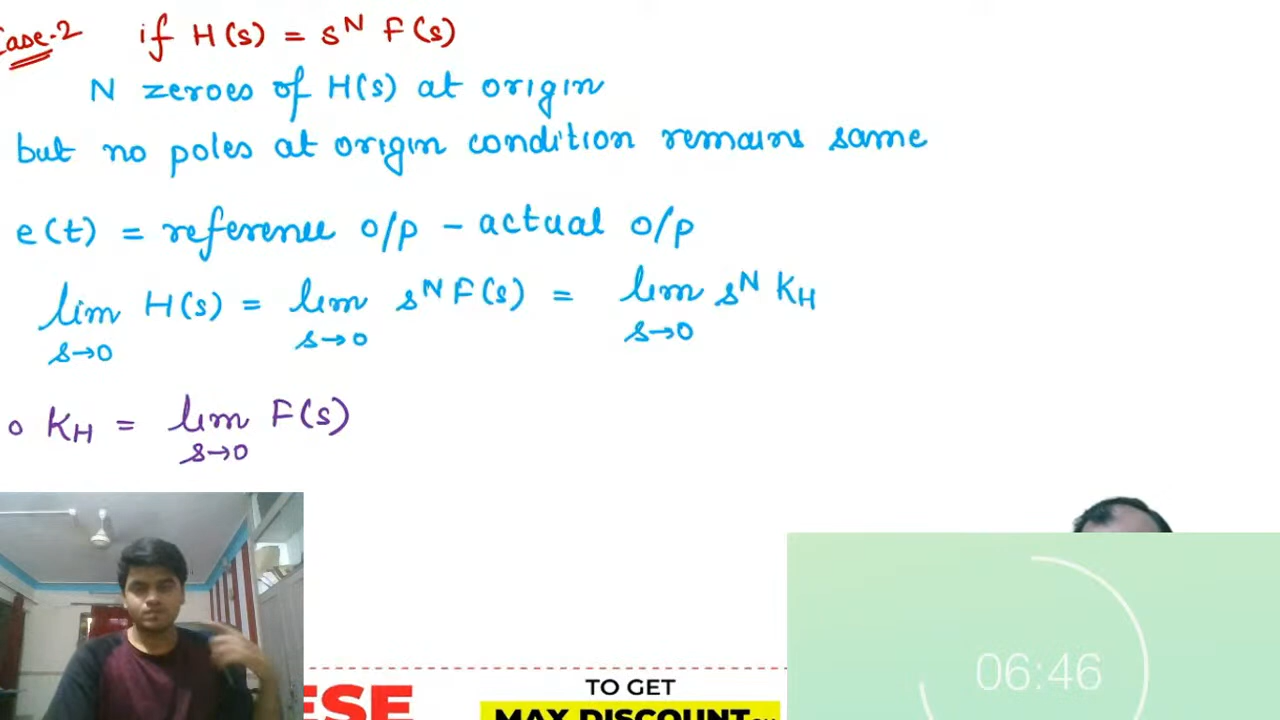 Case-2 if H(s) = s^N F(s)
N zeroes of H(s) at origin
but no poles at origin condition remains same
e(t) = reference o/p - actual o/p
lim s→0 H(s) = lim s→0 s^N F(s) = lim s→0 s^N K_H
K_H = lim s→0 F(s)
06:46
TO GET
ESE
MAX DISCOUNT